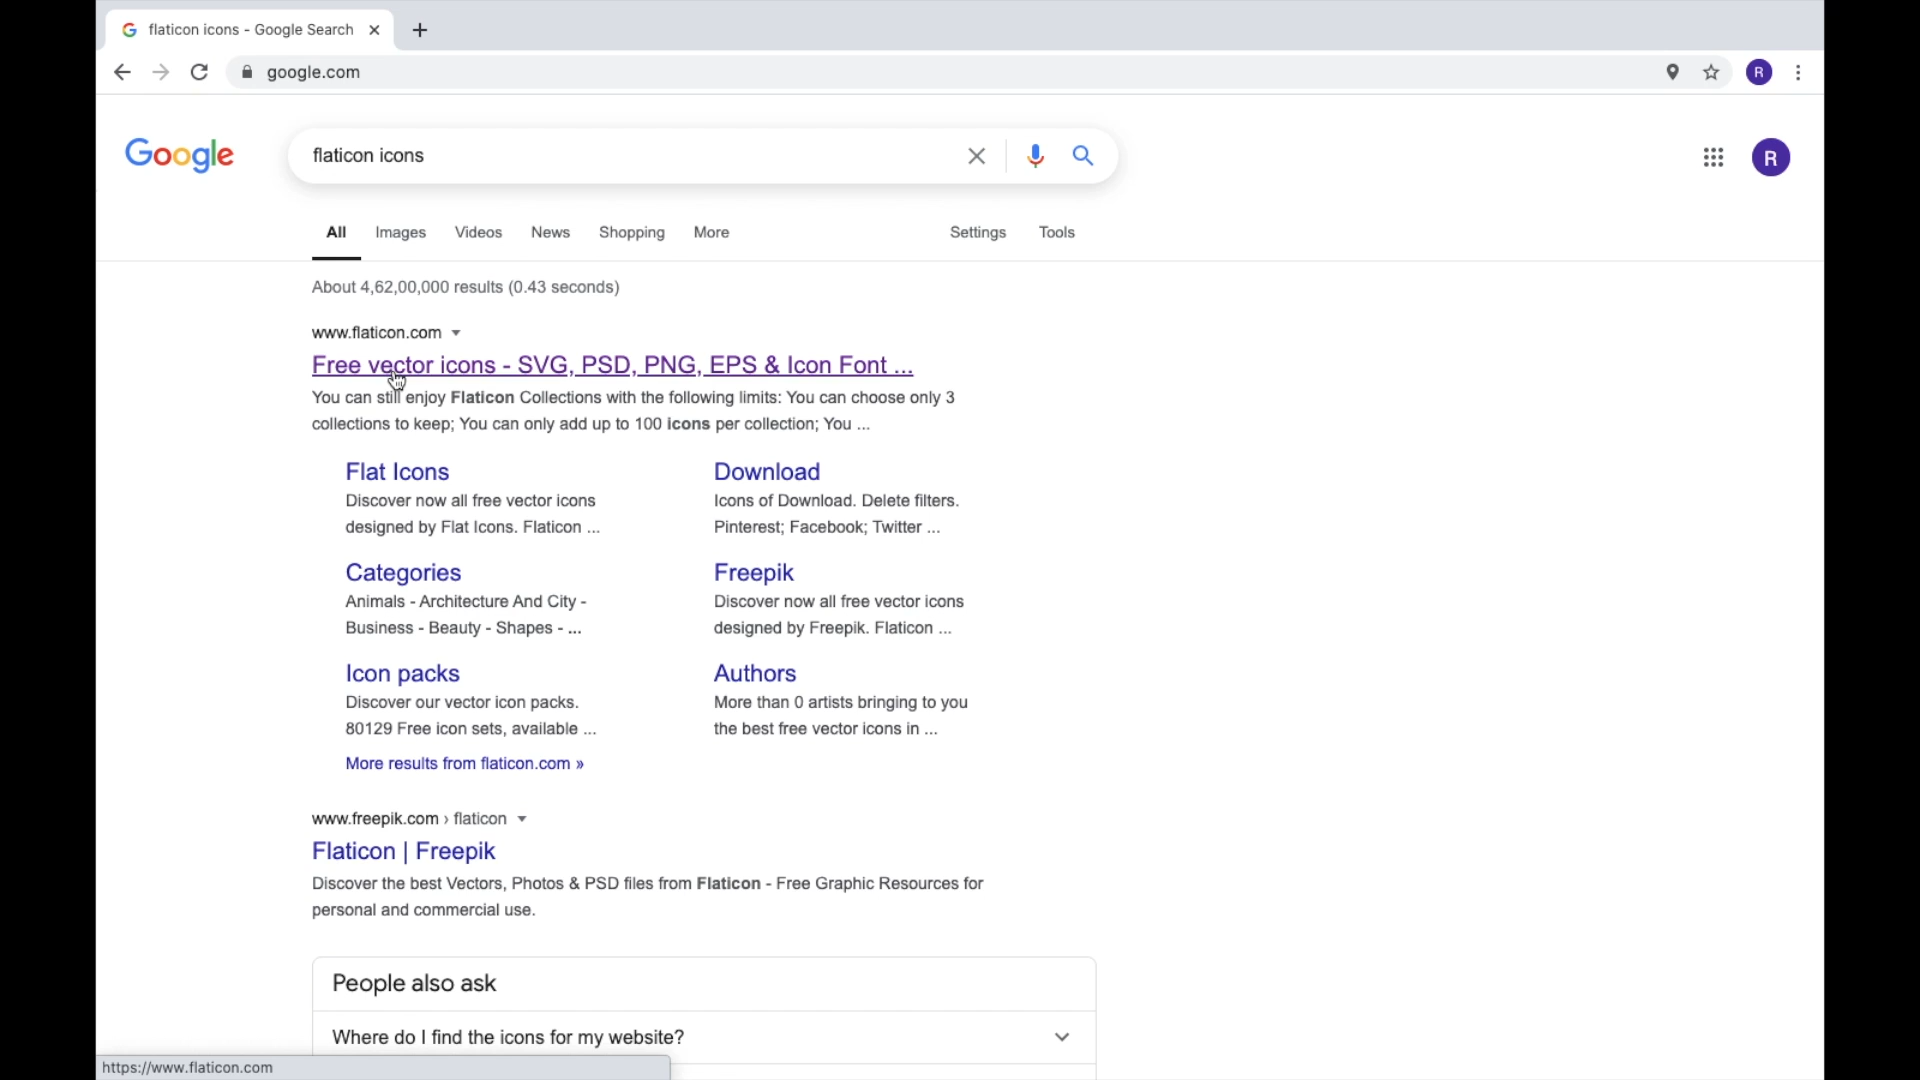 flaticon icons - Google Search
google.com
R
Google
flaticon icons
R
All Images Videos News Shopping More Settings Tools
About 4,62,00,000 results (0.43 seconds)
www.flaticon.com
Free vector icons - SVG, PSD, PNG, EPS & Icon Font ...
You can still enjoy Flaticon Collections with the following limits: You can choose only 3
collections to keep; You can only add up to 100 icons per collection; You ...
Flat Icons
Discover now all free vector icons
designed by Flat Icons. Flaticon ...
Download
Icons of Download. Delete filters.
Pinterest; Facebook; Twitter ...
Categories
Animals - Architecture And City -
Business - Beauty - Shapes - ...
Freepik
Discover now all free vector icons
designed by Freepik. Flaticon ...
Icon packs
Discover our vector icon packs.
80129 Free icon sets, available ...
Authors
More than 0 artists bringing to you
the best free vector icons in ...
More results from flaticon.com »
www.freepik.com › flaticon
Flaticon | Freepik
Discover the best Vectors, Photos & PSD files from Flaticon - Free Graphic Resources for
personal and commercial use.
People also ask
Where do I find the icons for my website?
https://www.flaticon.com